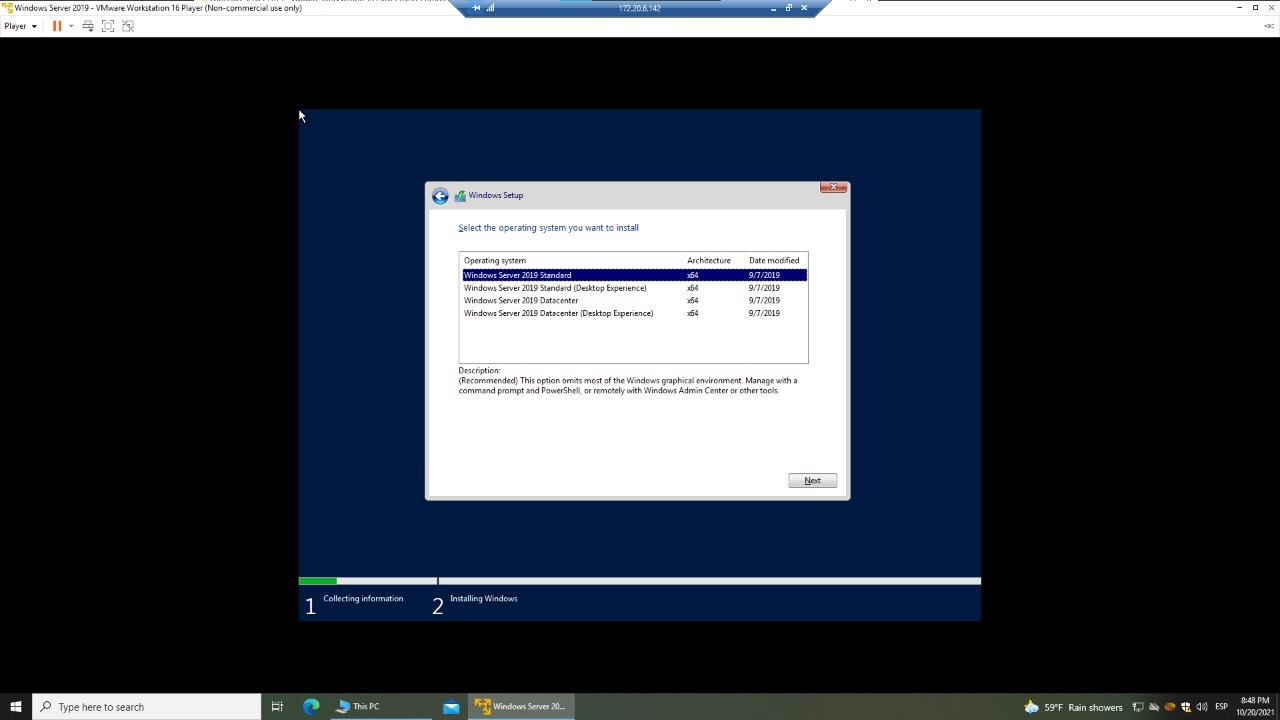 Windows Server 2019 - VMware Workstation 16 Player (Non-commercial use only)
172.20.6.142
Player
Windows Setup
Select the operating system you want to install
Operating system Architecture Date modified
Windows Server 2019 Standard x64 9/7/2019
Windows Server 2019 Standard (Desktop Experience) x64 9/7/2019
Windows Server 2019 Datacenter x64 9/7/2019
Windows Server 2019 Datacenter (Desktop Experience) x64 9/7/2019
Description:
(Recommended) This option omits most of the Windows graphical environment. Manage with a
command prompt and PowerShell, or remotely with Windows Admin Center or other tools.
Next
1 Collecting information 2 Installing Windows
Type here to search
This PC
Windows Server 20...
59°F Rain showers
ESP
8:48 PM
10/20/2021